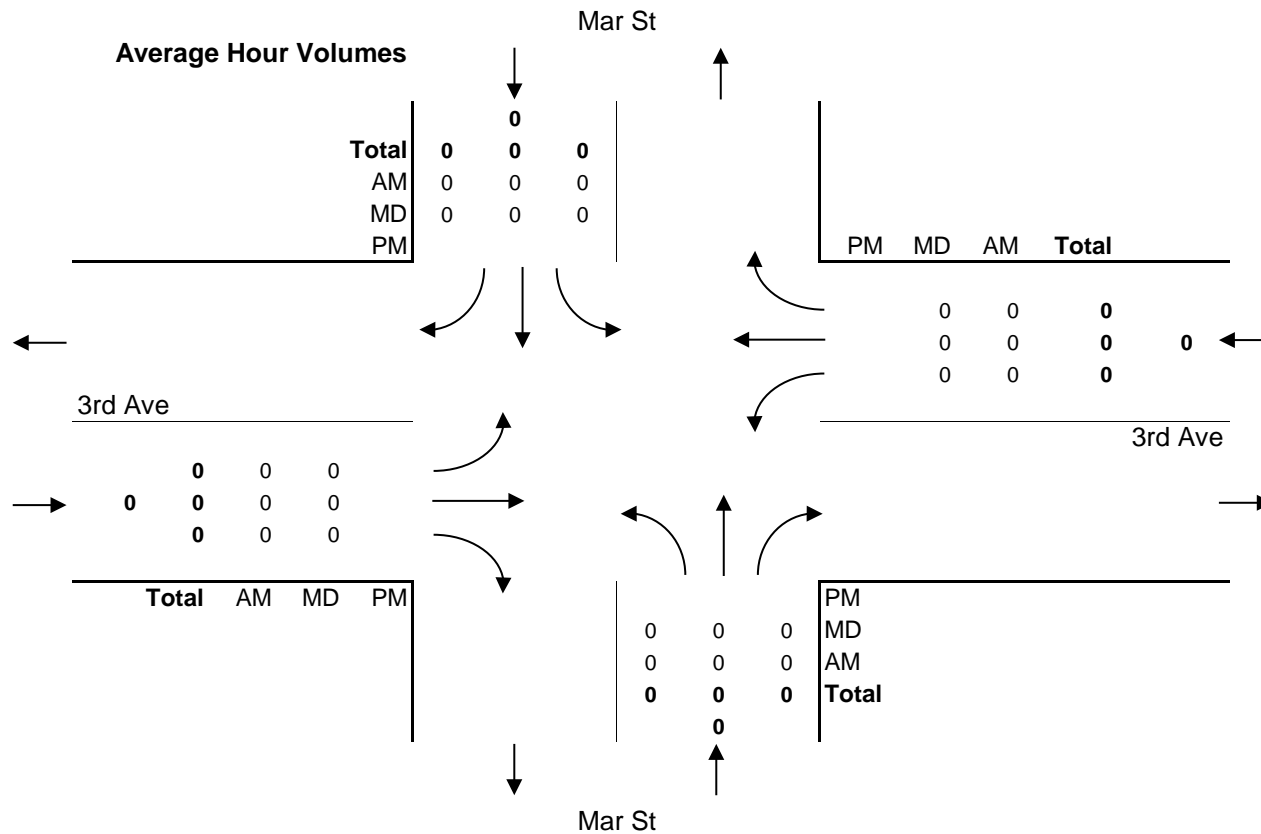 Mar St
Average Hour Volumes
0
Total 0 0 0
AM 0 0 0
MD 0 0 0
PM
PM MD AM Total
0 0 0
0 0 0 0
0 0 0
3rd Ave
3rd Ave
0 0 0
0 0 0 0
0 0 0
Total AM MD PM
PM
0 0 0 MD
0 0 0 AM
0 0 0 Total
0
Mar St